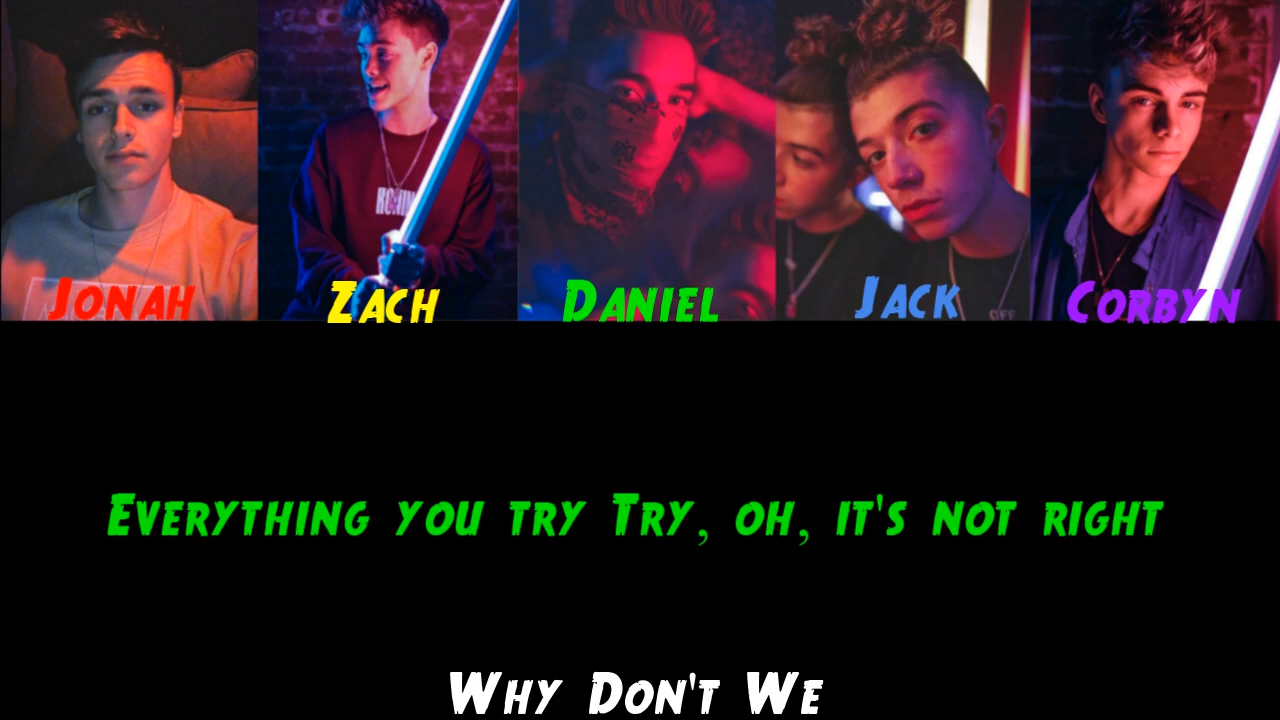 Jonah Zach Daniel Jack Corbyn
Everything you try Try, oh, it's not right
Why Don't We